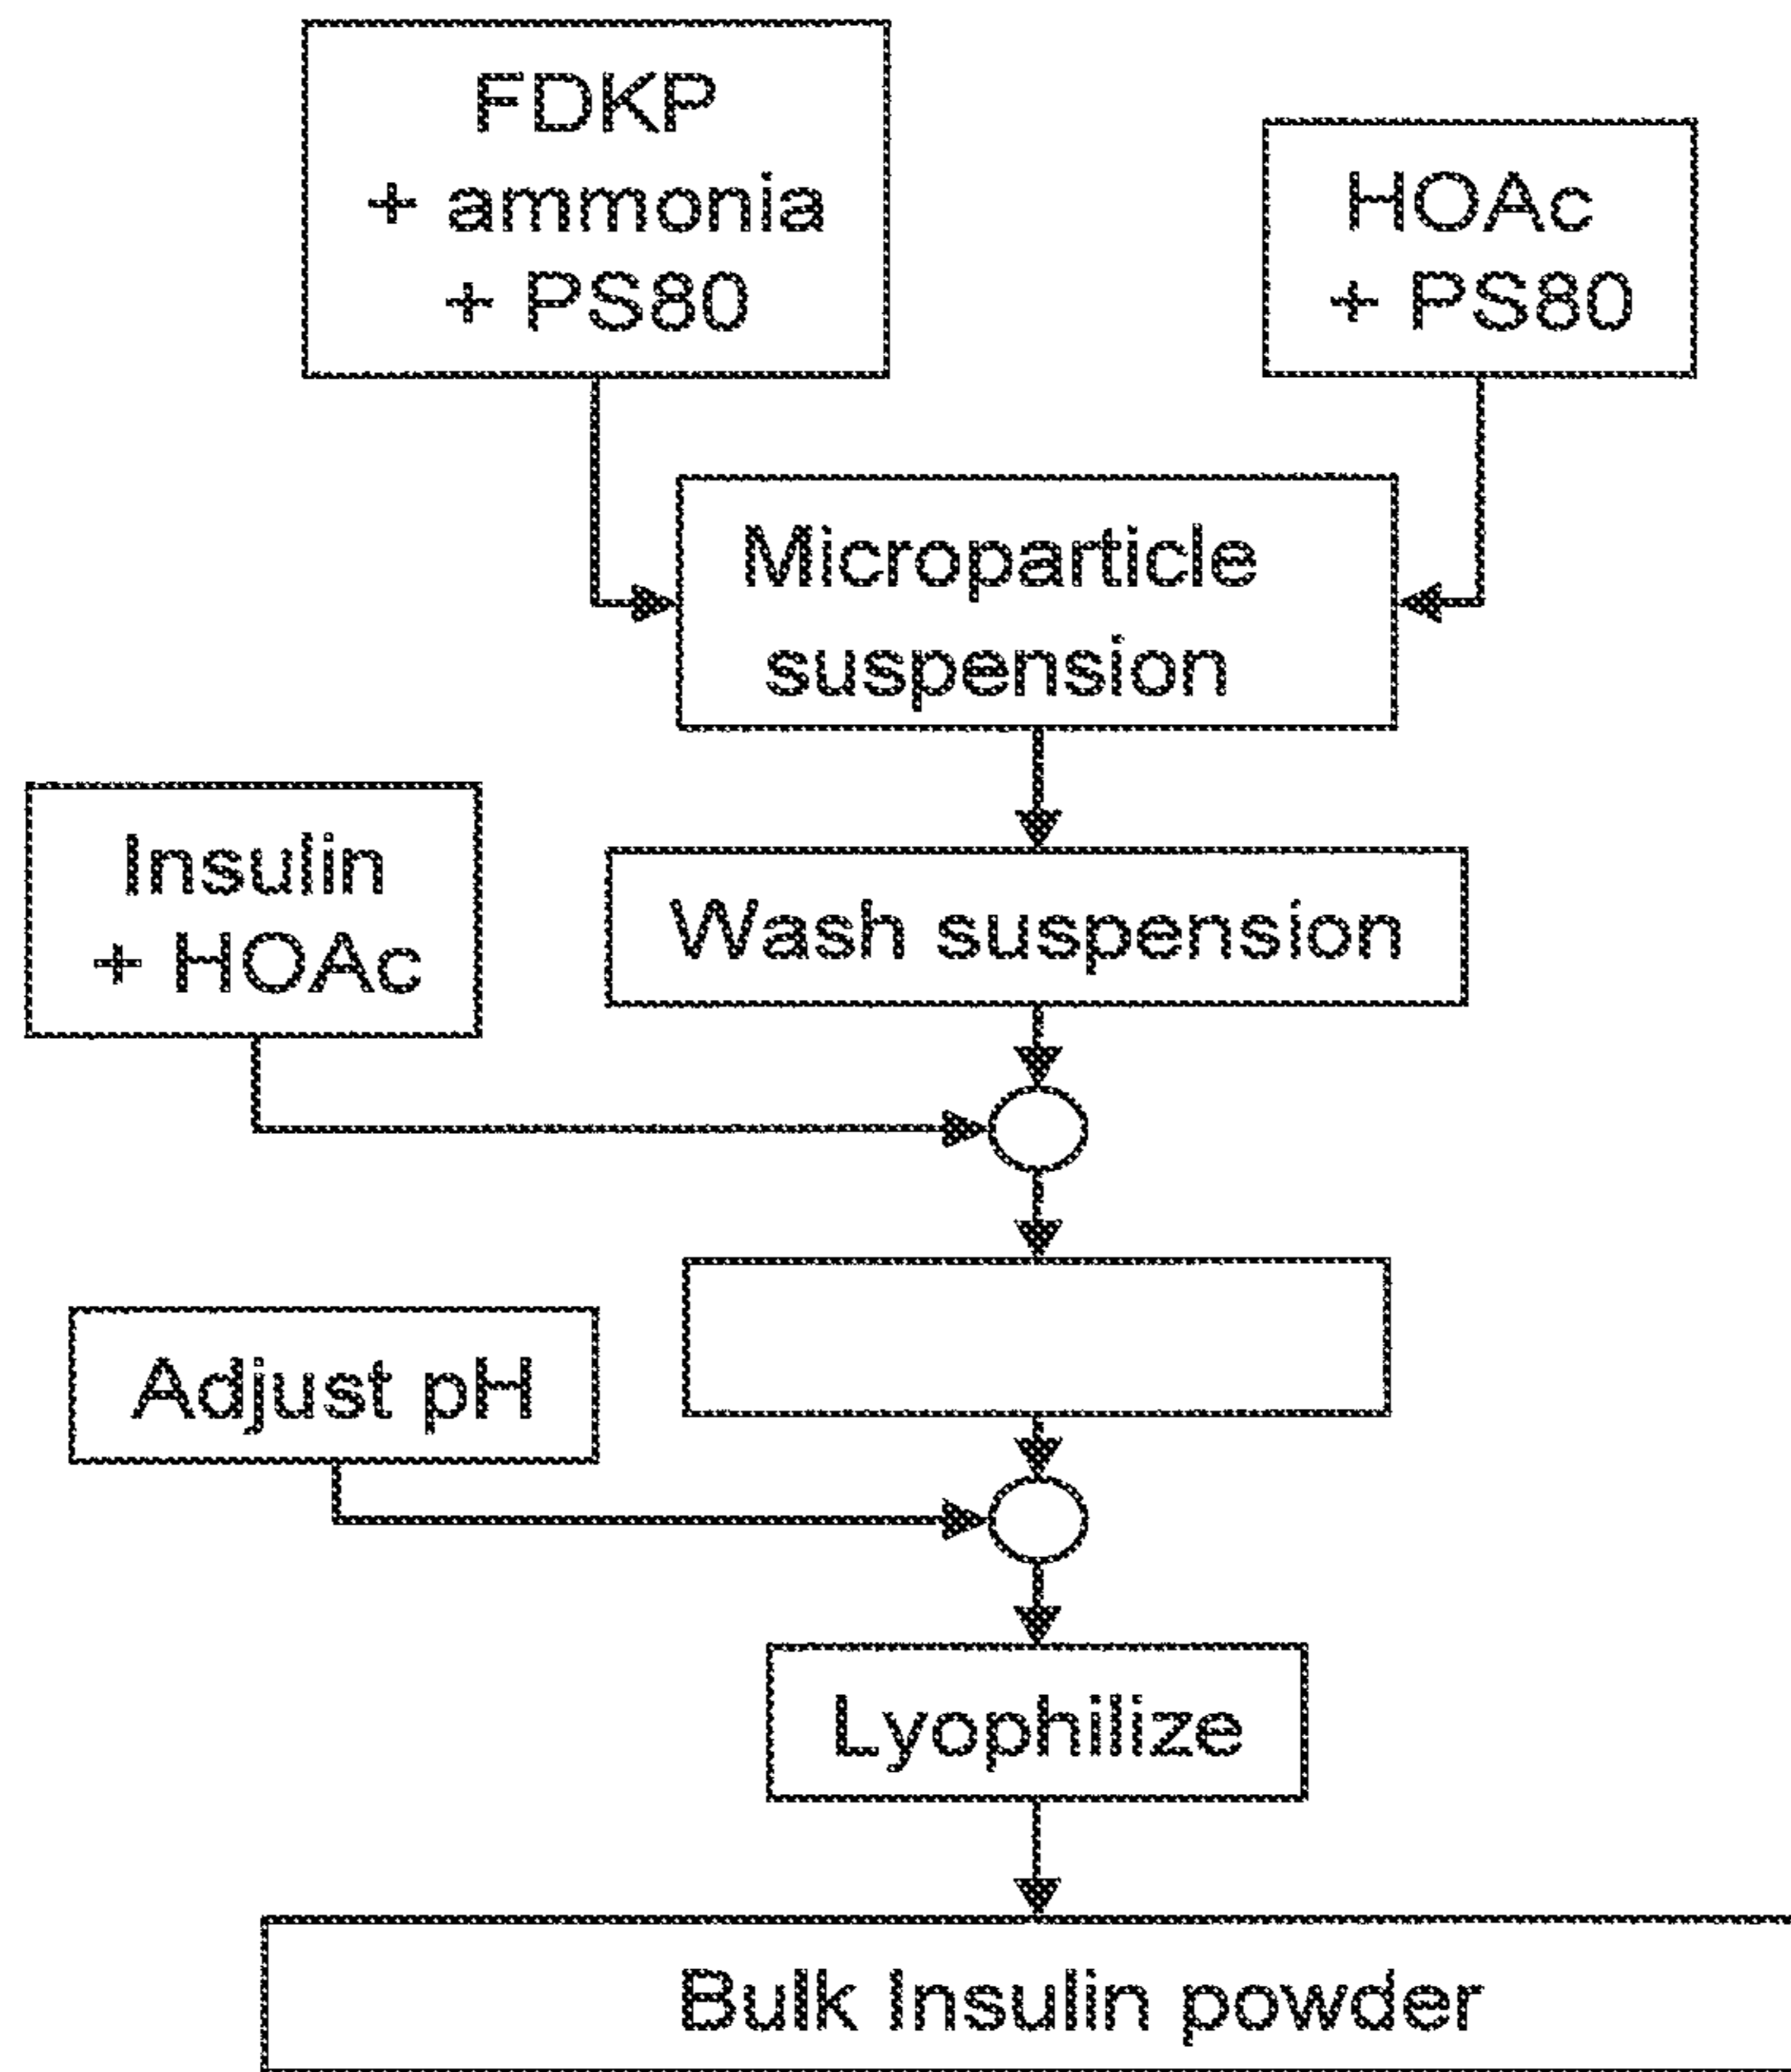 FDKP
+ ammonia
+ PS80
HOAc
+ PS80
Microparticle
suspension
Insulin
+ HOAc
Wash suspension
Adjust pH
Lyophilize
Bulk Insulin powder